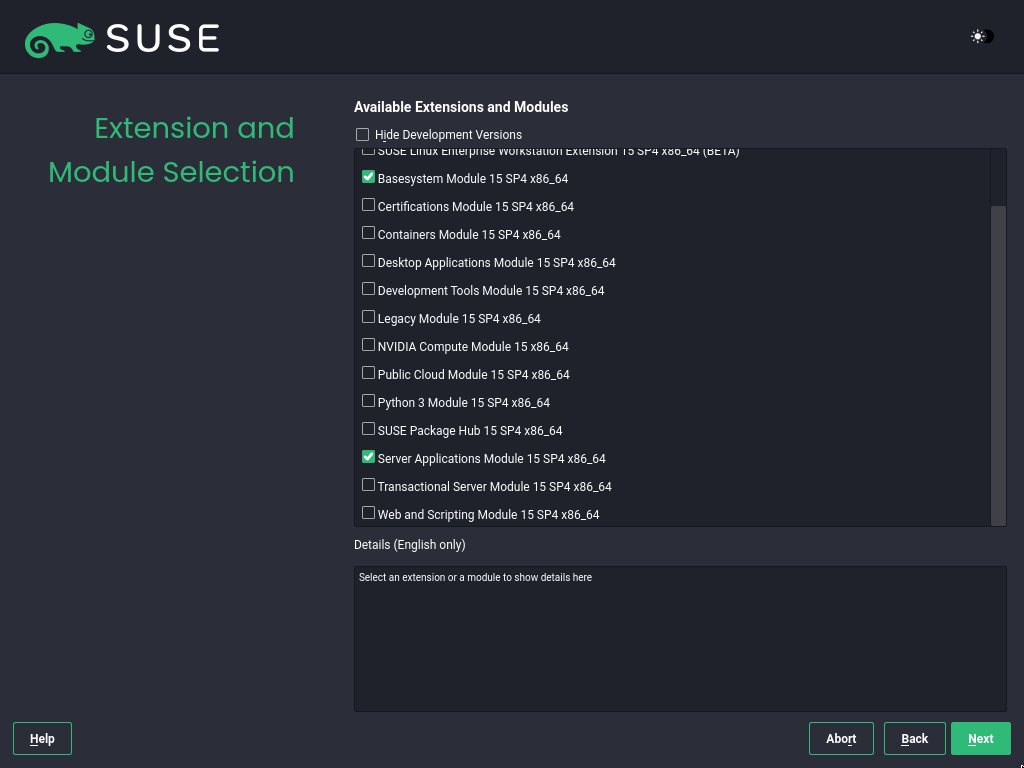 SUSE
Extension and
Module Selection
Available Extensions and Modules
Hide Development Versions
SUSE Linux Enterprise Workstation Extension 15 SP4 x86_64 (BETA)
Basesystem Module 15 SP4 x86_64
Certifications Module 15 SP4 x86_64
Containers Module 15 SP4 x86_64
Desktop Applications Module 15 SP4 x86_64
Development Tools Module 15 SP4 x86_64
Legacy Module 15 SP4 x86_64
NVIDIA Compute Module 15 x86_64
Public Cloud Module 15 SP4 x86_64
Python 3 Module 15 SP4 x86_64
SUSE Package Hub 15 SP4 x86_64
Server Applications Module 15 SP4 x86_64
Transactional Server Module 15 SP4 x86_64
Web and Scripting Module 15 SP4 x86_64
Details (English only)
Select an extension or a module to show details here
Help
Abort
Back
Next